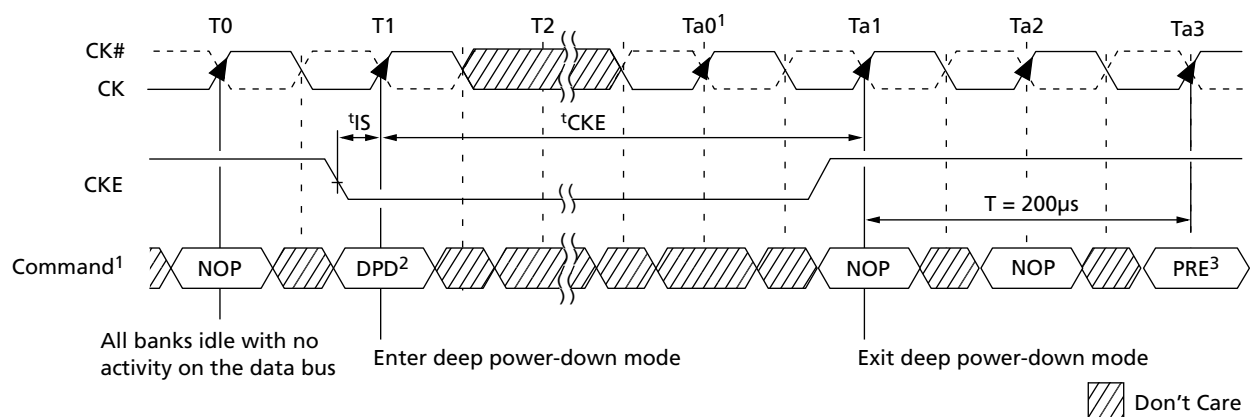 T0 T1 T2 Ta0¹ Ta1 Ta2 Ta3
CK#
CK
ᵗIS ᵗCKE
CKE
T = 200µs
Command¹ NOP DPD² NOP NOP PRE³
All banks idle with no
activity on the data bus
Enter deep power-down mode
Exit deep power-down mode
Don't Care